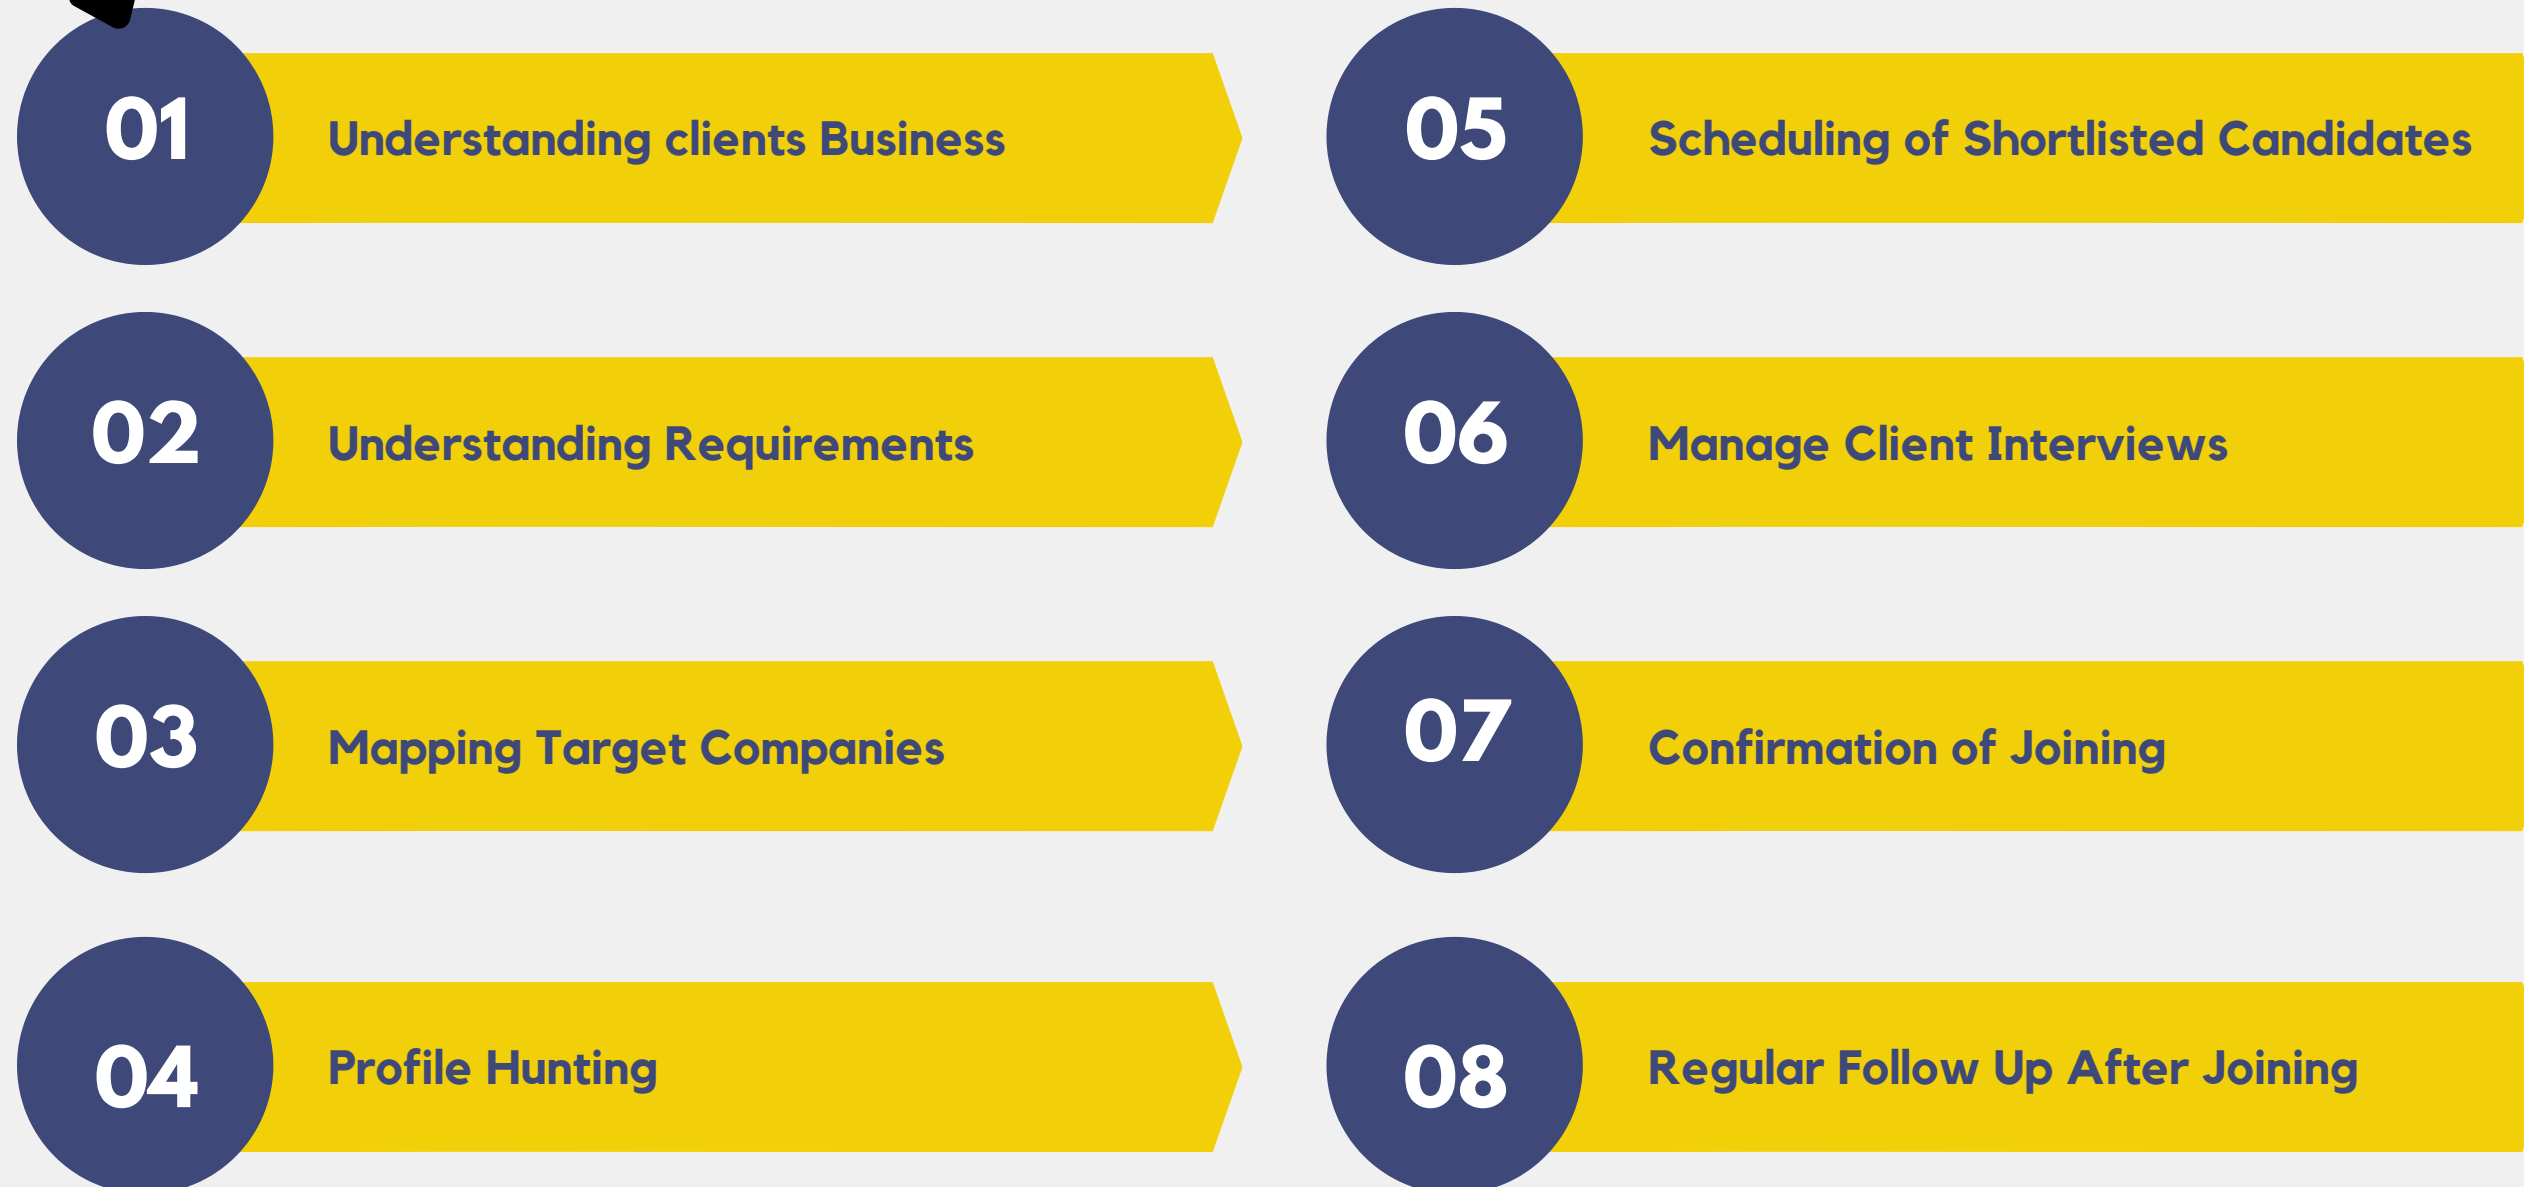 01
Understanding clients Business
02
Understanding Requirements
03
Mapping Target Companies
04
Profile Hunting
05
Scheduling of Shortlisted Candidates
06
Manage Client Interviews
07
Confirmation of Joining
08
Regular Follow Up After Joining